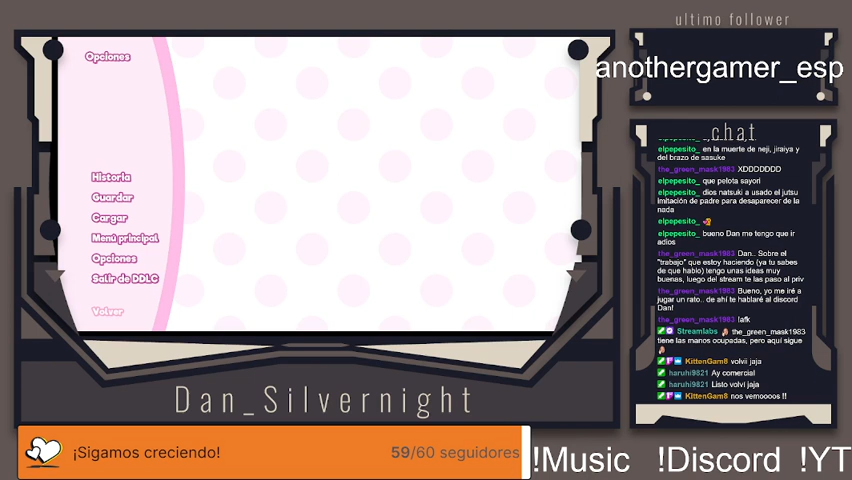 ultimo follower
anothergamer_esp
Opciones
Historia
Guardar
Cargar
Menú principal
Opciones
Salir de DDLC
Volver
chat
elpepesito_ en la muerte de neji, jiraiya y
del brazo de sasuke
the_green_mask1983 XDDDDDDD
elpepesito_ que pelota sayori
elpepesito_ dios natsuki a usado el jutsu
imitación de padre para desaparecer de la
nada
elpepesito_
elpepesito_ bueno Dan me tengo que ir
adios
the_green_mask1983 Dan.. Sobre el
"trabajo" que estoy haciendo (ya tu sabes
de que hablo) tengo unas ideas muy
buenas, luego del stream te las paso al priv
the_green_mask1983 Bueno, yo me iré a
jugar un rato.. de ahí te hablaré al discord
Dan!
the_green_mask1983 !afk
Streamlabs the_green_mask1983
tiene las manos ocupadas, pero aquí sigue
KittenGam8 volvii jaja
haruhi9821 Ay comercial
haruhi9821 Listo volví jaja
KittenGam8 nos vemoooos !!
Dan_Silvernight
¡Sigamos creciendo! 59/60 seguidores
!Music !Discord !YT